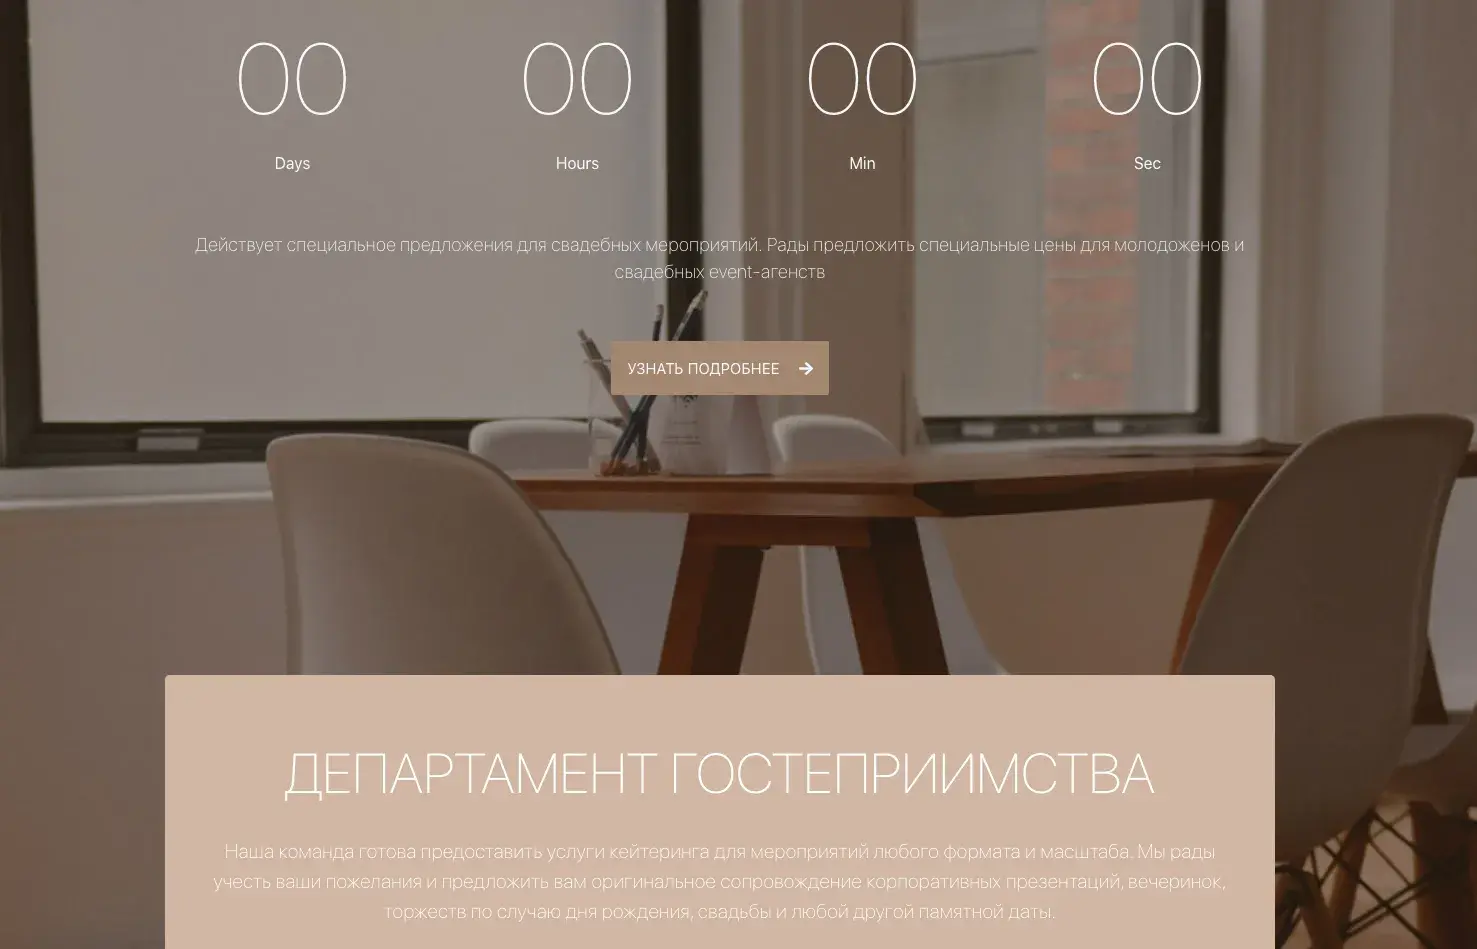 00 00 00 00
Days Hours Min Sec
Действует специальное предложения для свадебных мероприятий. Рады предложить специальные цены для молодоженов и
свадебных event-агенств
УЗНАТЬ ПОДРОБНЕЕ
ДЕПАРТАМЕНТ ГОСТЕПРИИМСТВА
Наша команда готова предоставить услуги кейтеринга для мероприятий любого формата и масштаба. Мы рады
учесть ваши пожелания и предложить вам оригинальное сопровождение корпоративных презентаций, вечеринок,
торжеств по случаю дня рождения, свадьбы и любой другой памятной даты.